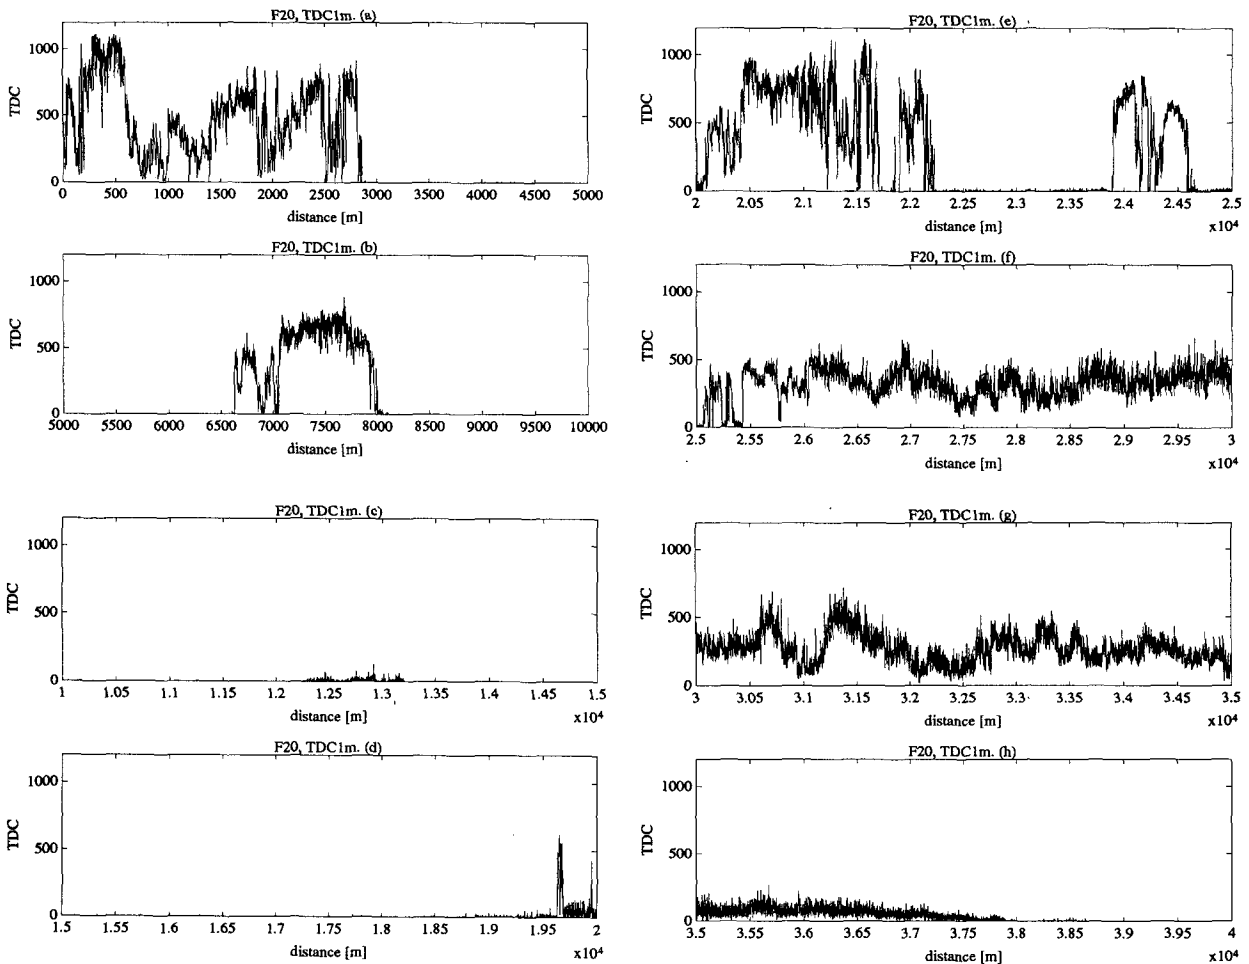 F20, TDC1m. (a)
1000
500
0
TDC
0 500 1000 1500 2000 2500 3000 3500 4000 4500 5000
distance [m]
F20, TDC1m. (b)
1000
500
0
TDC
5000 5500 6000 6500 7000 7500 8000 8500 9000 9500 10000
distance [m]
F20, TDC1m. (c)
1000
500
0
TDC
1 1.05 1.1 1.15 1.2 1.25 1.3 1.35 1.4 1.45 1.5
distance [m]
x10⁴
F20, TDC1m. (d)
1000
500
0
TDC
1.5 1.55 1.6 1.65 1.7 1.75 1.8 1.85 1.9 1.95 2
distance [m]
x10⁴
F20, TDC1m. (e)
1000
500
0
TDC
2 2.05 2.1 2.15 2.2 2.25 2.3 2.35 2.4 2.45 2.5
distance [m]
x10⁴
F20, TDC1m. (f)
1000
500
0
TDC
2.5 2.55 2.6 2.65 2.7 2.75 2.8 2.85 2.9 2.95 3
distance [m]
x10⁴
F20, TDC1m. (g)
1000
500
0
TDC
3 3.05 3.1 3.15 3.2 3.25 3.3 3.35 3.4 3.45 3.5
distance [m]
x10⁴
F20, TDC1m. (h)
1000
500
0
TDC
3.5 3.55 3.6 3.65 3.7 3.75 3.8 3.85 3.9 3.95 4
distance [m]
x10⁴